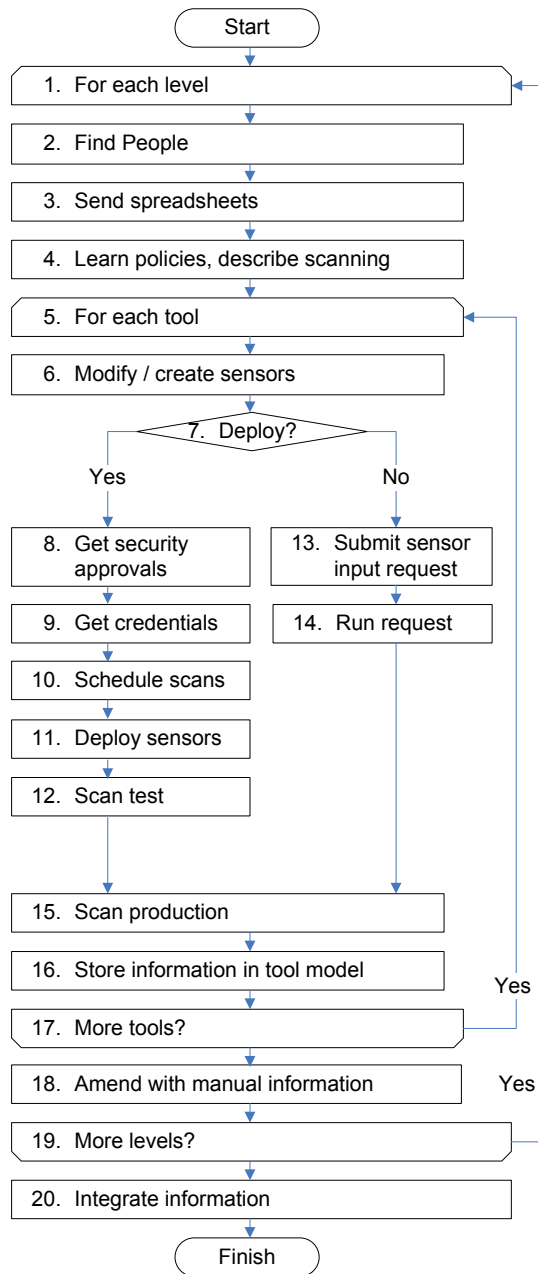 Start
1. For each level
2. Find People
3. Send spreadsheets
4. Learn policies, describe scanning
5. For each tool
6. Modify / create sensors
7. Deploy?
Yes
No
8. Get security
approvals
13. Submit sensor
input request
9. Get credentials
14. Run request
10. Schedule scans
11. Deploy sensors
12. Scan test
15. Scan production
16. Store information in tool model
Yes
17. More tools?
18. Amend with manual information
Yes
19. More levels?
20. Integrate information
Finish